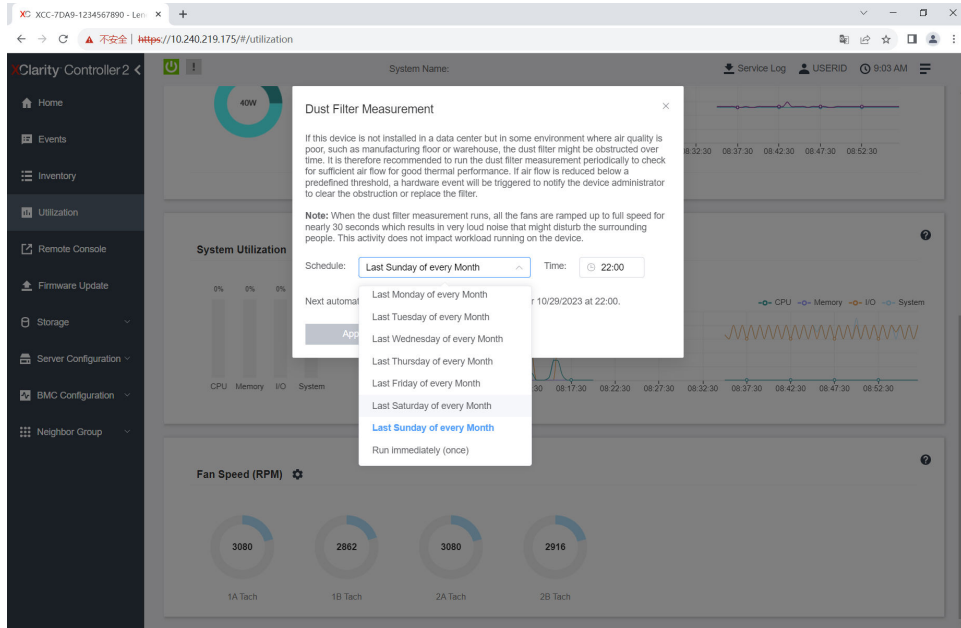 XC XCC-7DA9-1234567890 - Len
不安全 | https://10.240.219.175/#/utilization
XClarity Controller 2
System Name:
Service Log USERID 9:03 AM
Home
Events
Inventory
Utilization
Remote Console
Firmware Update
Storage
Server Configuration
BMC Configuration
Neighbor Group
40W
08:32:30 08:37:30 08:42:30 08:47:30 08:52:30
Dust Filter Measurement
If this device is not installed in a data center but in some environment where air quality is
poor, such as manufacturing floor or warehouse, the dust filter might be obstructed over
time. It is therefore recommended to run the dust filter measurement periodically to check
for sufficient air flow for good thermal performance. If air flow is reduced below a
predefined threshold, a hardware event will be triggered to notify the device administrator
to clear the obstruction or replace the filter.
Note: When the dust filter measurement runs, all the fans are ramped up to full speed for
nearly 30 seconds which results in very loud noise that might disturb the surrounding
people. This activity does not impact workload running on the device.
Schedule: Last Sunday of every Month Time: 22:00
Next automat r 10/29/2023 at 22:00.
App
Last Monday of every Month
Last Tuesday of every Month
Last Wednesday of every Month
Last Thursday of every Month
Last Friday of every Month
Last Saturday of every Month
Last Sunday of every Month
Run immediately (once)
System Utilization
0% 0% 0%
CPU Memory I/O System
CPU Memory I/O System
:30 08:17:30 08:22:30 08:27:30 08:32:30 08:37:30 08:42:30 08:47:30 08:52:30
Fan Speed (RPM)
3080 2862 3080 2916
1A Tach 1B Tach 2A Tach 2B Tach